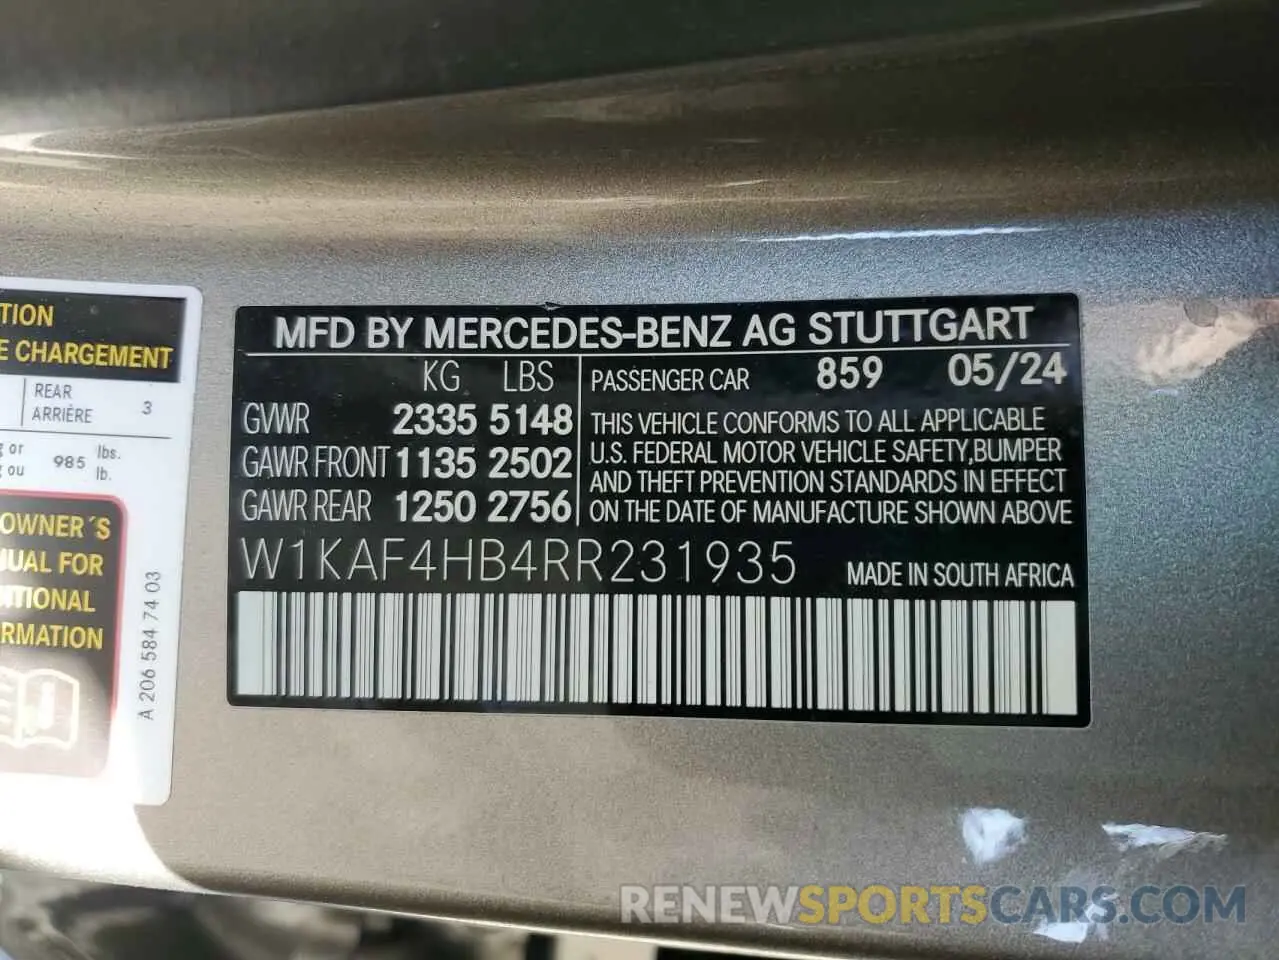 TION
E CHARGEMENT
REAR
ARRIÈRE 3
or 985 lbs.
ou lb.
OWNER´S
UAL FOR
TIONAL
RMATION
A 206 584 74 03
MFD BY MERCEDES-BENZ AG STUTTGART
KG LBS
GVWR 2335 5148
GAWR FRONT 1135 2502
GAWR REAR 1250 2756
PASSENGER CAR 859 05/24
THIS VEHICLE CONFORMS TO ALL APPLICABLE
U.S. FEDERAL MOTOR VEHICLE SAFETY,BUMPER
AND THEFT PREVENTION STANDARDS IN EFFECT
ON THE DATE OF MANUFACTURE SHOWN ABOVE
W1KAF4HB4RR231935 MADE IN SOUTH AFRICA
RENEWSPORTSCARS.COM